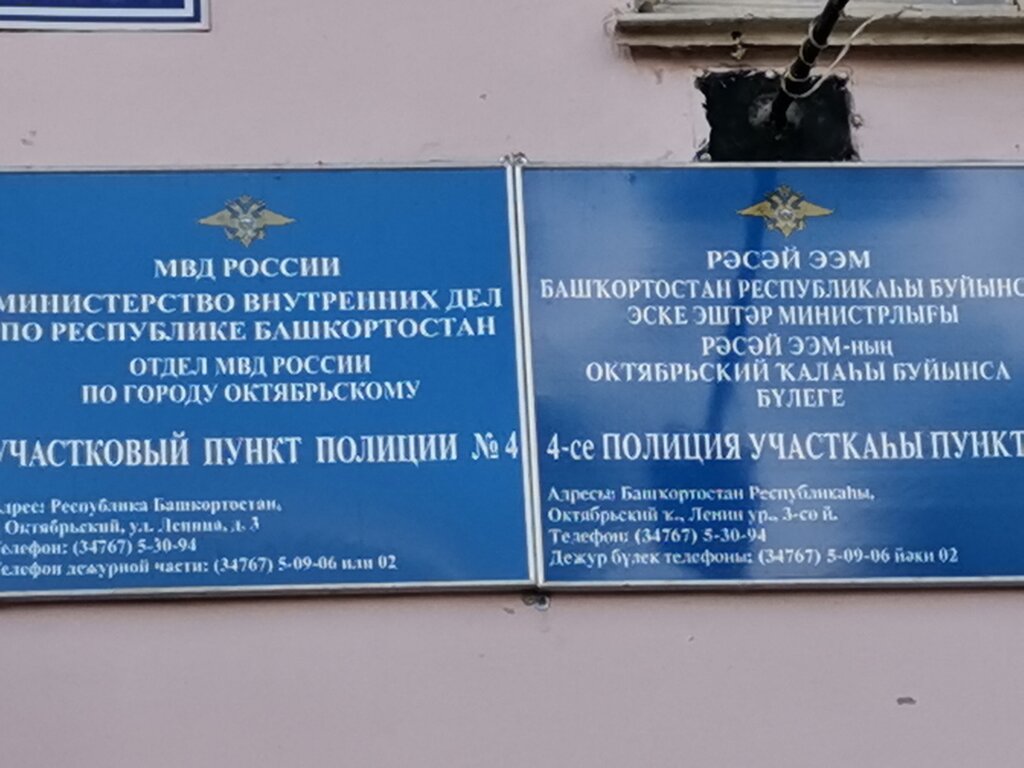 МВД РОССИИ
МИНИСТЕРСТВО ВНУТРЕННИХ ДЕЛ
ПО РЕСПУБЛИКЕ БАШКОРТОСТАН
ОТДЕЛ МВД РОССИИ
ПО ГОРОДУ ОКТЯБРЬСКОМУ
УЧАСТКОВЫЙ ПУНКТ ПОЛИЦИИ №4
Адрес: Республика Башкортостан,
Октябрьский, ул. Ленина, д. 3
Телефон: (34767) 5-30-94
Телефон дежурной части: (34767) 5-09-06 или 02
РӘСӘЙ ЭЭМ
БАШҠОРТОСТАН РЕСПУБЛИКАҺЫ БУЙЫНС
ЭСКЕ ЭШТӘР МИНИСТРЛЫҒЫ
РӘСӘЙ ЭЭМ-ның
ОКТЯБРЬСКИЙ ҠАЛАҺЫ БУЙЫНСА
БҮЛЕГЕ
4-се ПОЛИЦИЯ УЧАСТКАҺЫ ПУНКТ
Адресы: Башкортостан Республикаһы,
Октябрьский ҡ., Ленин ур., 3-сө й.
Телефон: (34767) 5-30-94
Дежур бүлек телефоны: (34767) 5-09-06 йәки 02